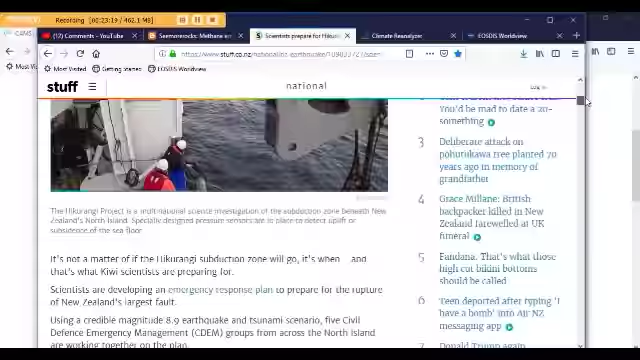 Recording [ 00:23:19 / 462.1MB ]
(1) Comments - YouTube
Seemorerocks: Methane e
Scientists prepare for Hikura
Climate Reanalyzer
EOSDIS Worldview
Most Visited
Getting Started
EOSDIS Worldview
stuff
national
LOG IN
The Hikurangi Project is a multi-national science investigation of the subduction zone beneath New
Zealand's North Island. Specially designed pressure sensors are in place to detect uplift or
subsidence of the sea floor
It's not a matter of if the Hikurangi subduction zone will go, it's when and
that's what Kiwi scientists are preparing for.
Scientists are developing an emergency response plan to prepare for the rupture
of New Zealand's largest fault.
Using a credible magnitude 8.9 earthquake and tsunami scenario, five Civil
Defence Emergency Management (CDEM) groups from across the North Island
are working together on the plan.
You'd be mad to date a 20-
something
3 Deliberate attack on
pohutukawa tree planted 70
years ago in memory of
grandfather
4 Grace Millane: British
backpacker killed in New
Zealand farewelled at UK
funeral
5 Fandana. That's what those
high cut bikini bottoms
should be called
6 Teen deported after typing 'I
have a bomb' into Air NZ
messaging app
7 Donald Trump again